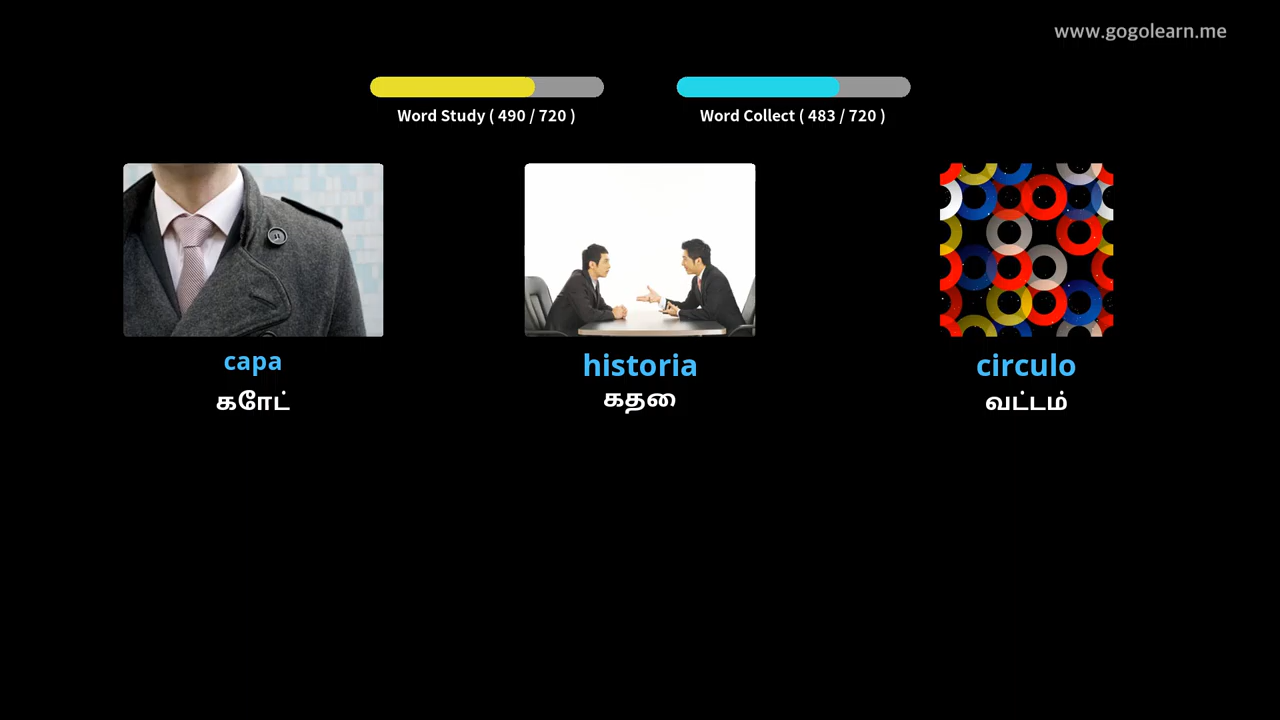 www.gogolearn.me
Word Study ( 490 / 720 )
Word Collect ( 483 / 720 )
capa
historia
circulo
கோட்
கதை
வட்டம்